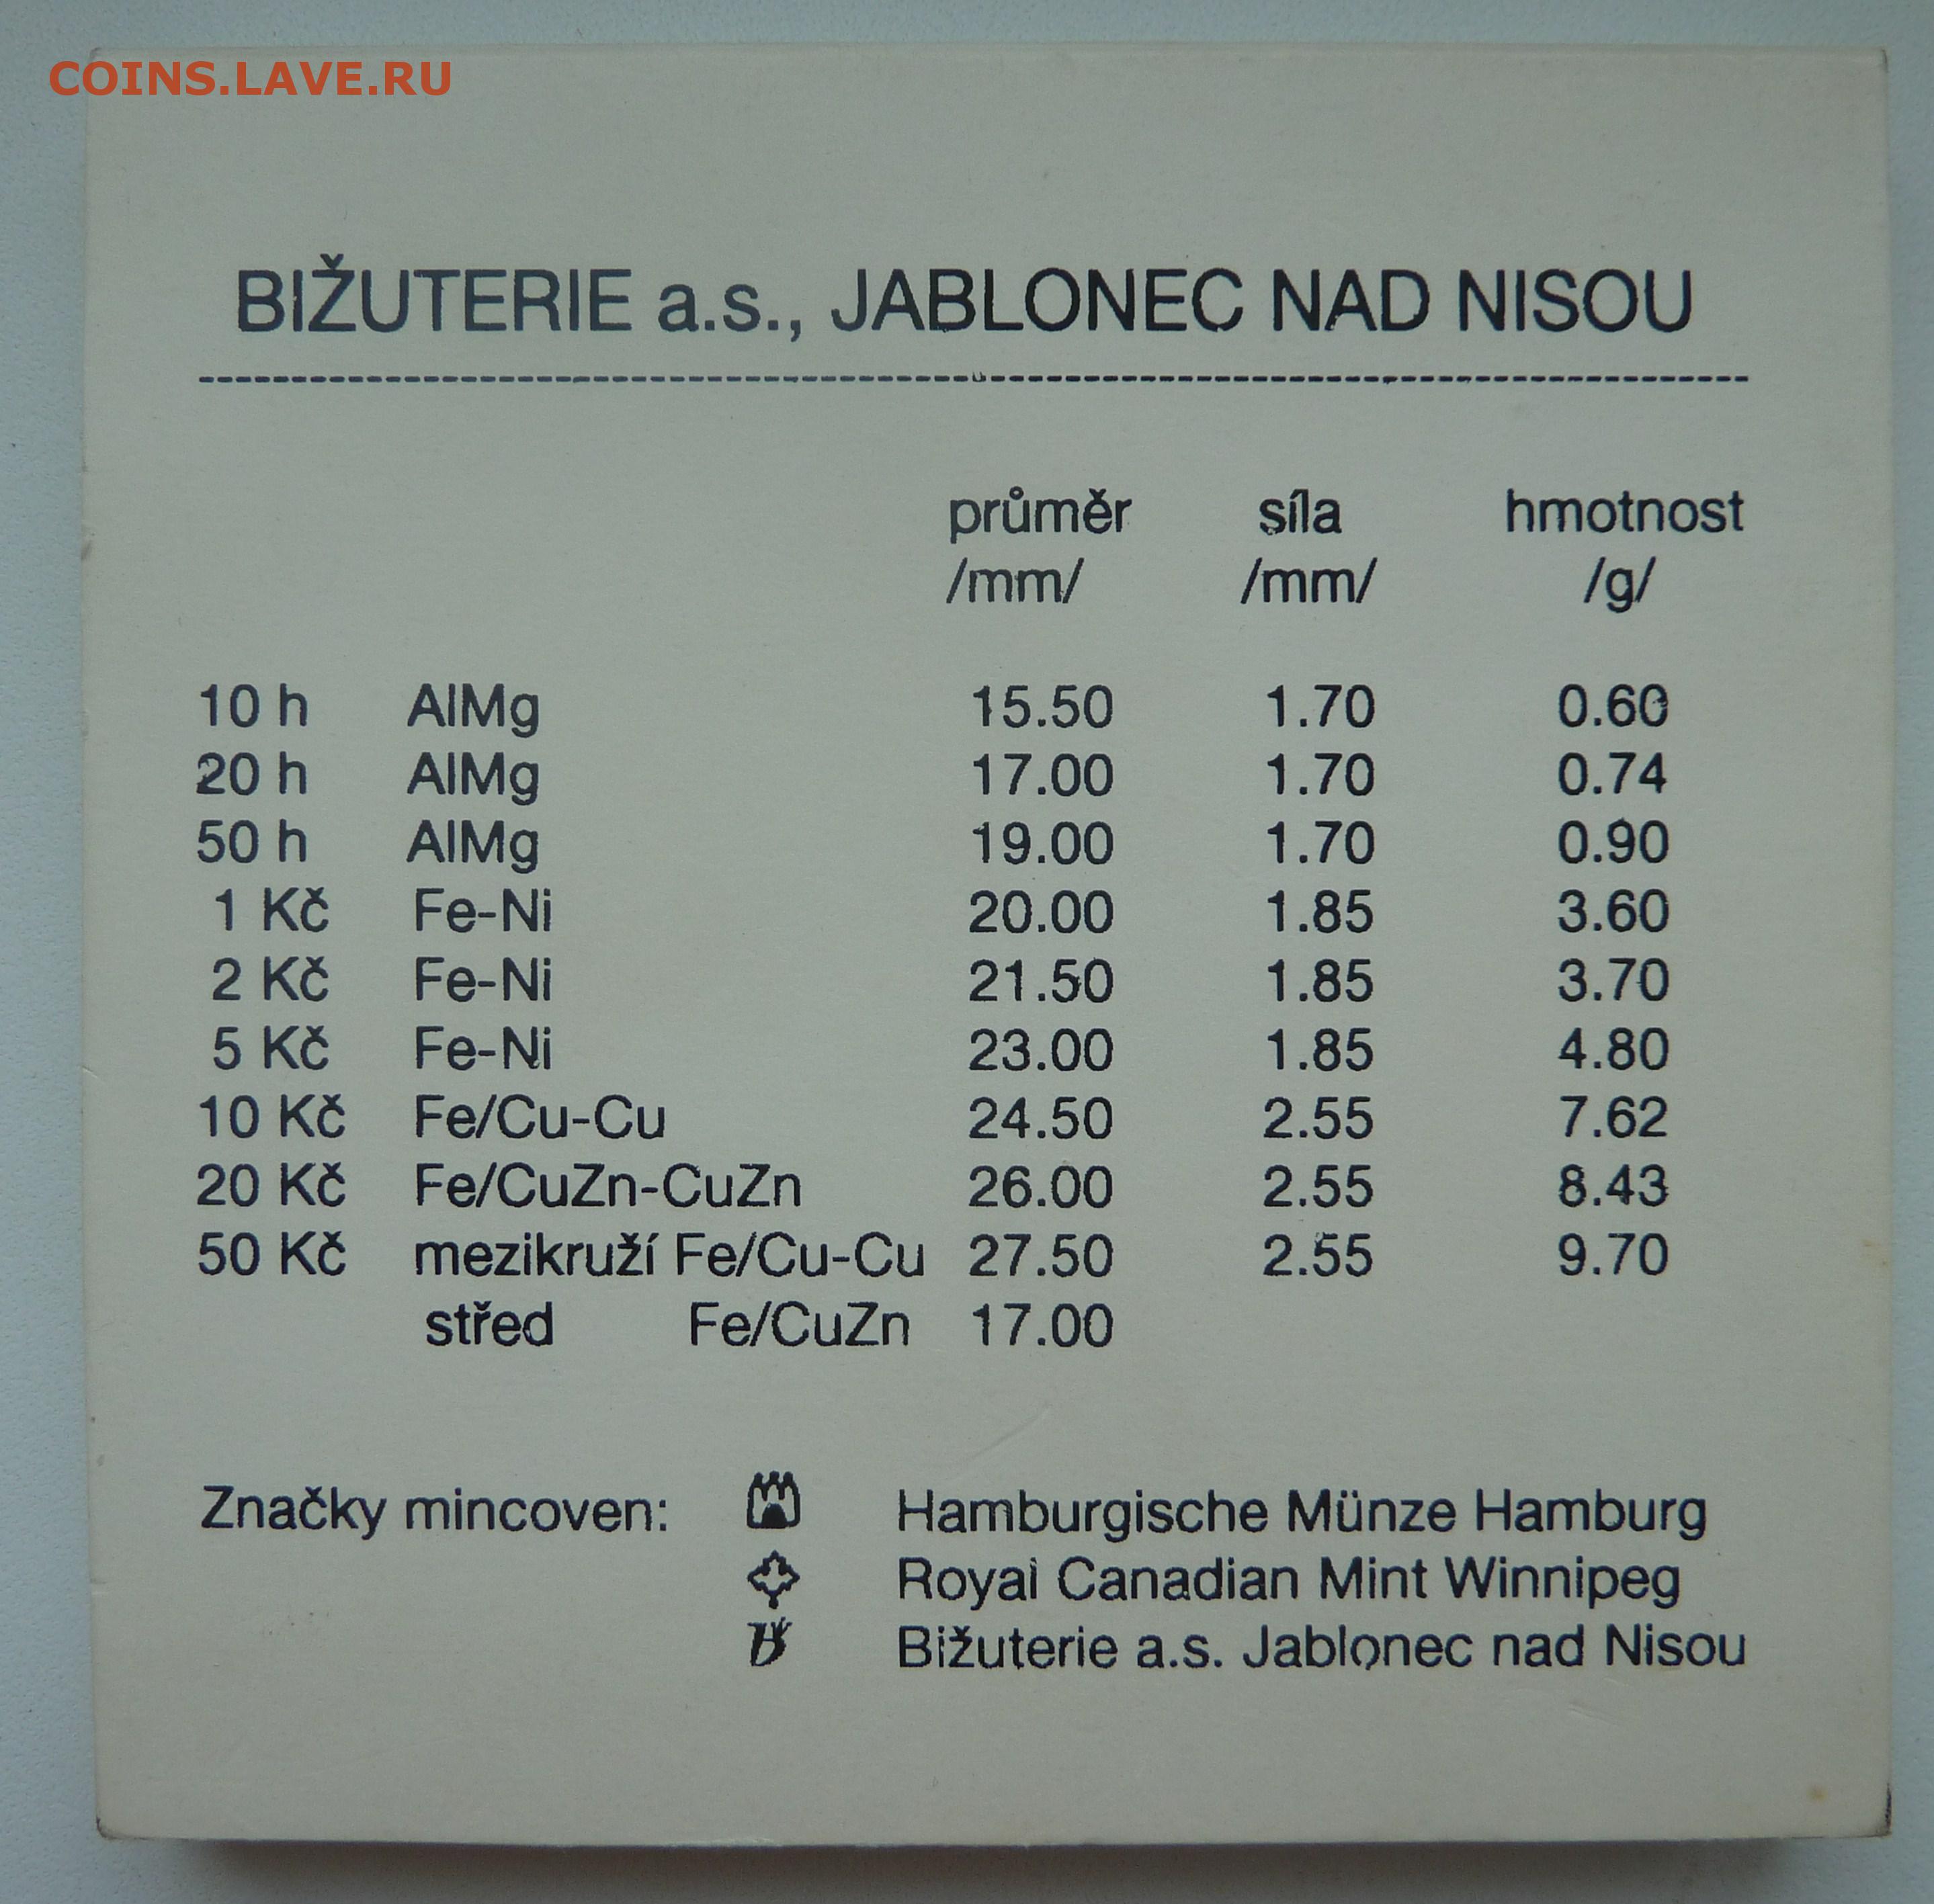 COINS.LAVE.RU
BIŽUTERIE a.s., JABLONEC NAD NISOU
průměr síla hmotnost
/mm/ /mm/ /g/
10 h AlMg 15.50 1.70 0.60
20 h AlMg 17.00 1.70 0.74
50 h AlMg 19.00 1.70 0.90
1 Kč Fe-Ni 20.00 1.85 3.60
2 Kč Fe-Ni 21.50 1.85 3.70
5 Kč Fe-Ni 23.00 1.85 4.80
10 Kč Fe/Cu-Cu 24.50 2.55 7.62
20 Kč Fe/CuZn-CuZn 26.00 2.55 8.43
50 Kč mezikruží Fe/Cu-Cu 27.50 2.55 9.70
střed Fe/CuZn 17.00
Značky mincoven: Hamburgische Münze Hamburg
Royal Canadian Mint Winnipeg
Bižuterie a.s. Jablonec nad Nisou